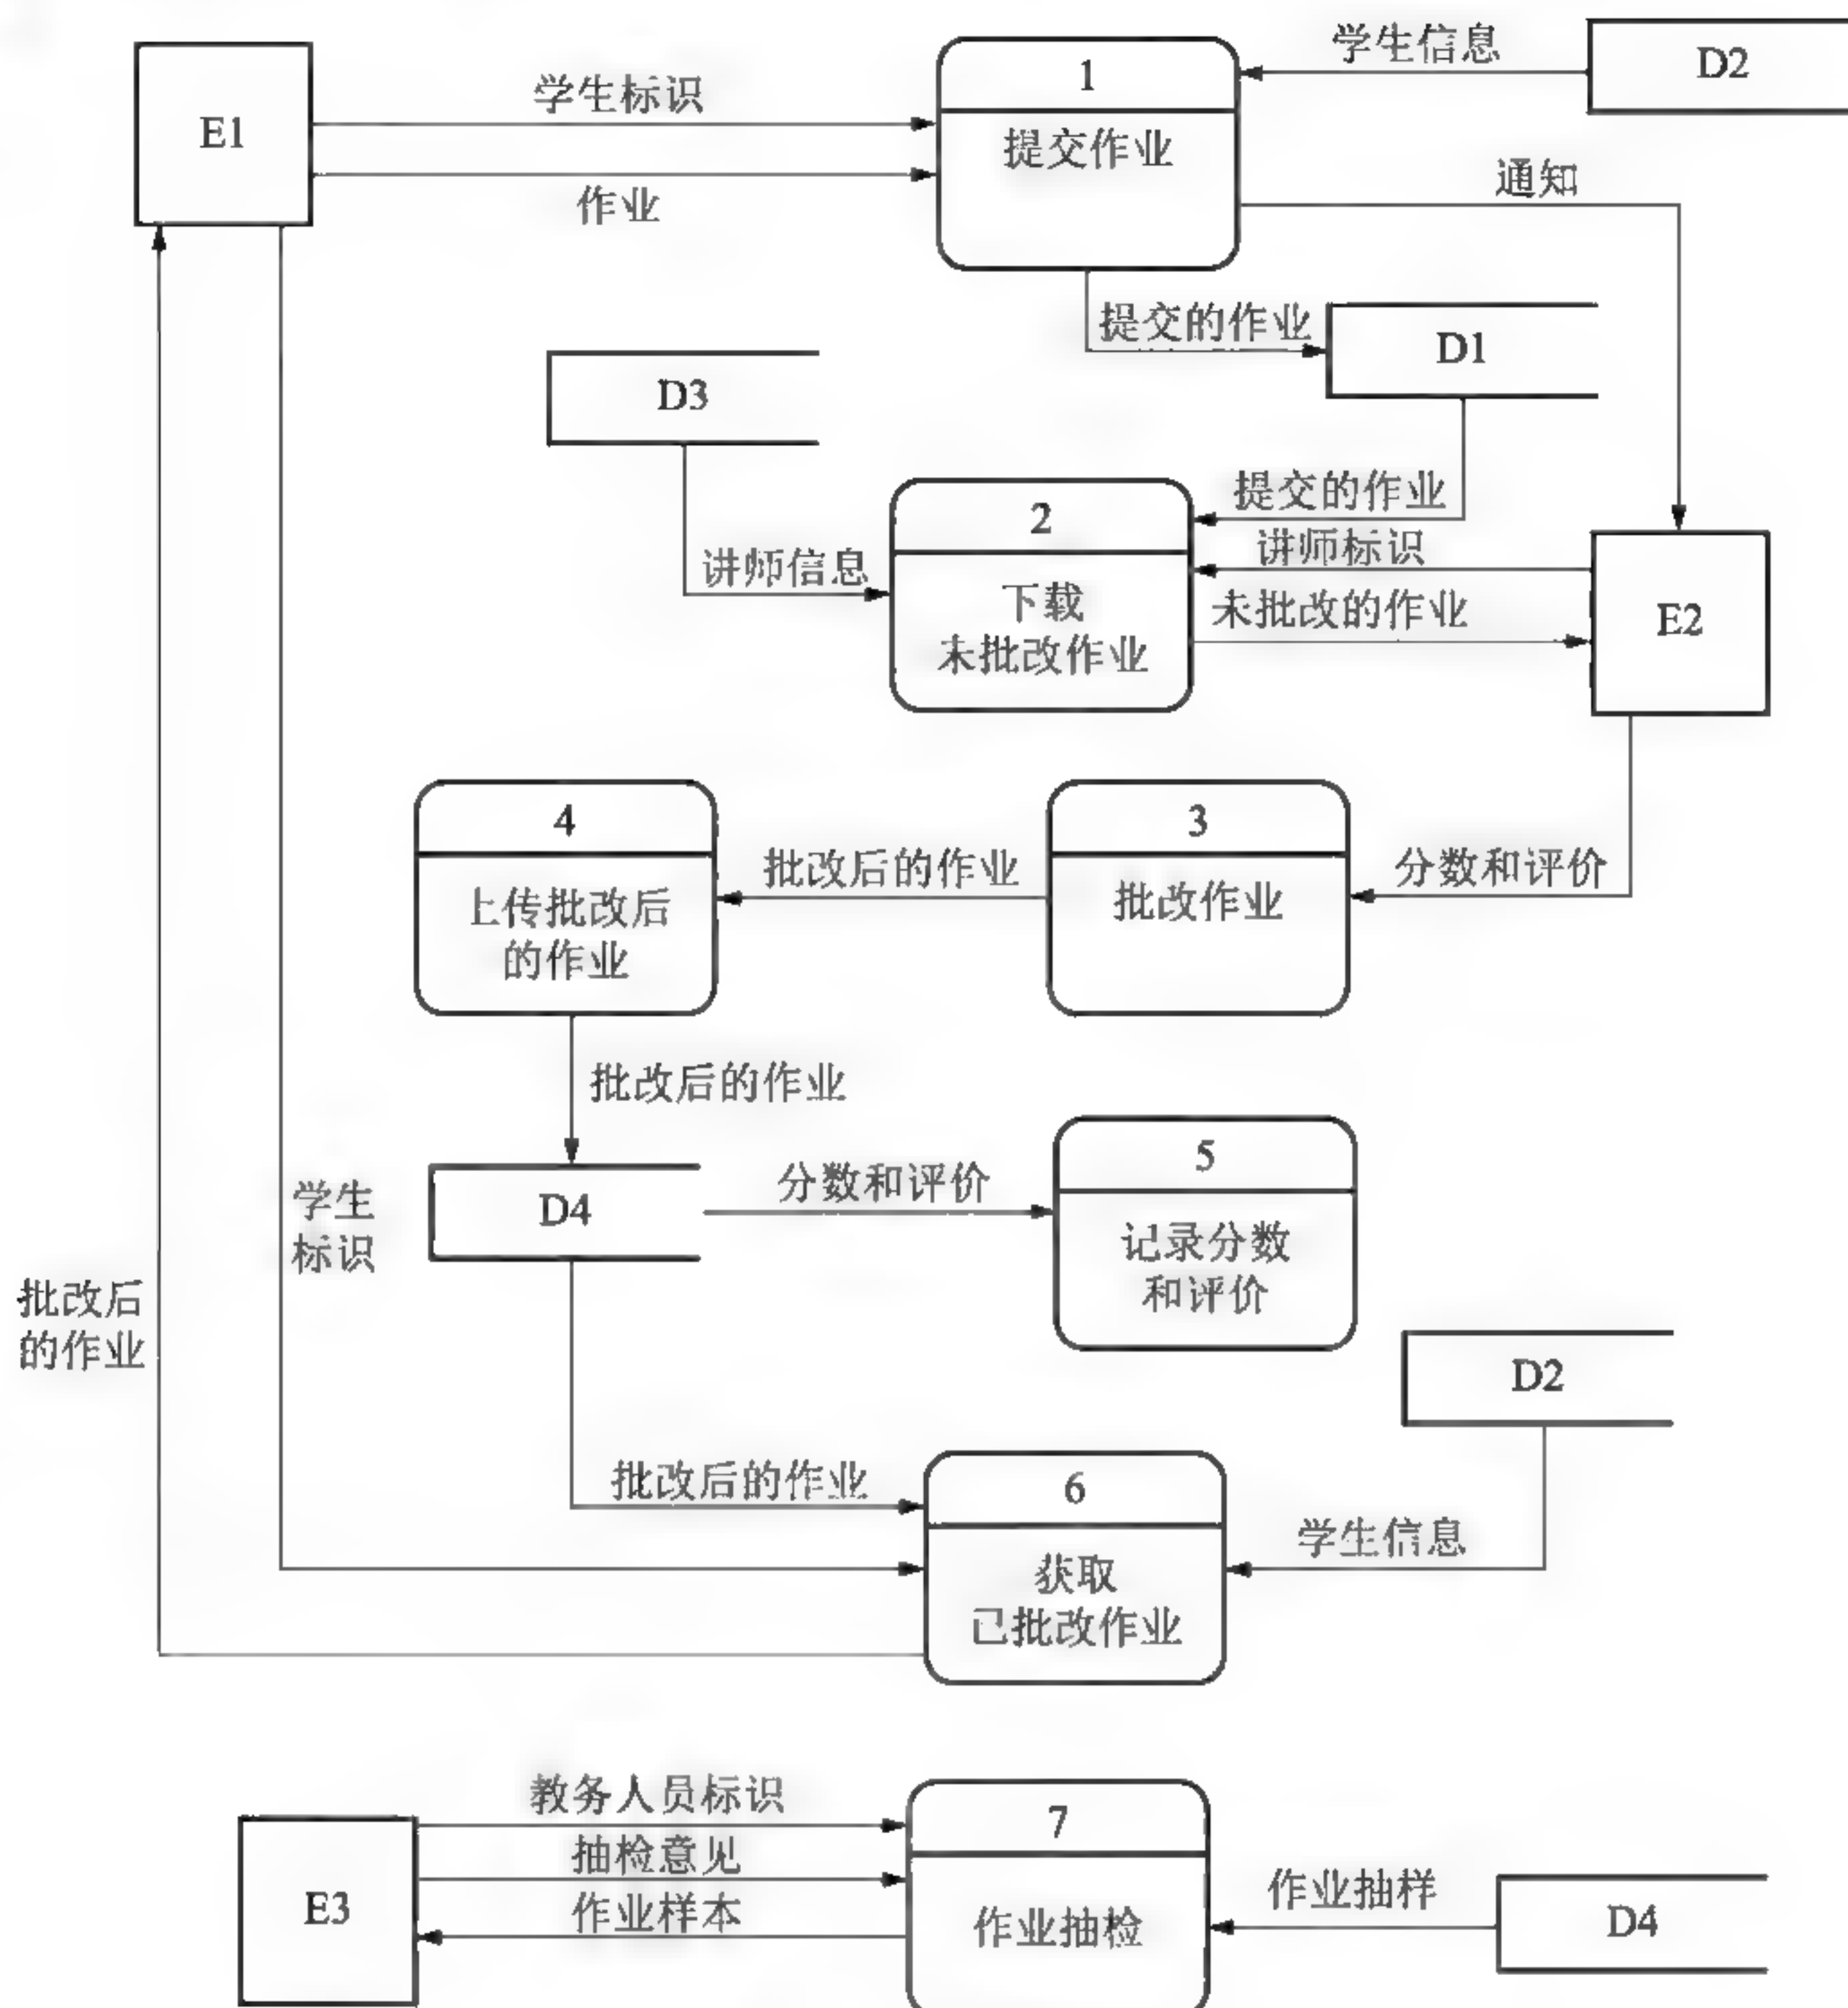 E1
学生标识
作业
1
提交作业
学生信息
D2
通知
提交的作业
D1
D3
讲师信息
2
下载
未批改作业
提交的作业
讲师标识
未批改的作业
E2
4
上传批改后
的作业
批改后的作业
3
批改作业
分数和评价
批改后的作业
D4
分数和评价
5
记录分数
和评价
学生
标识
批改后
的作业
D2
批改后的作业
6
获取
已批改作业
学生信息
E3
教务人员标识
抽检意见
作业样本
7
作业抽检
作业抽样
D4